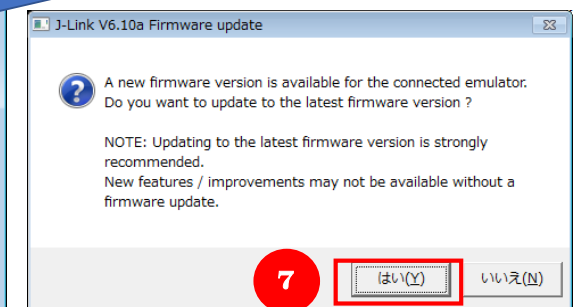 J-Link V6.10a Firmware update
A new firmware version is available for the connected emulator.
Do you want to update to the latest firmware version ?
NOTE: Updating to the latest firmware version is strongly
recommended.
New features / improvements may not be available without a
firmware update.
7
はい(Y)
いいえ(N)